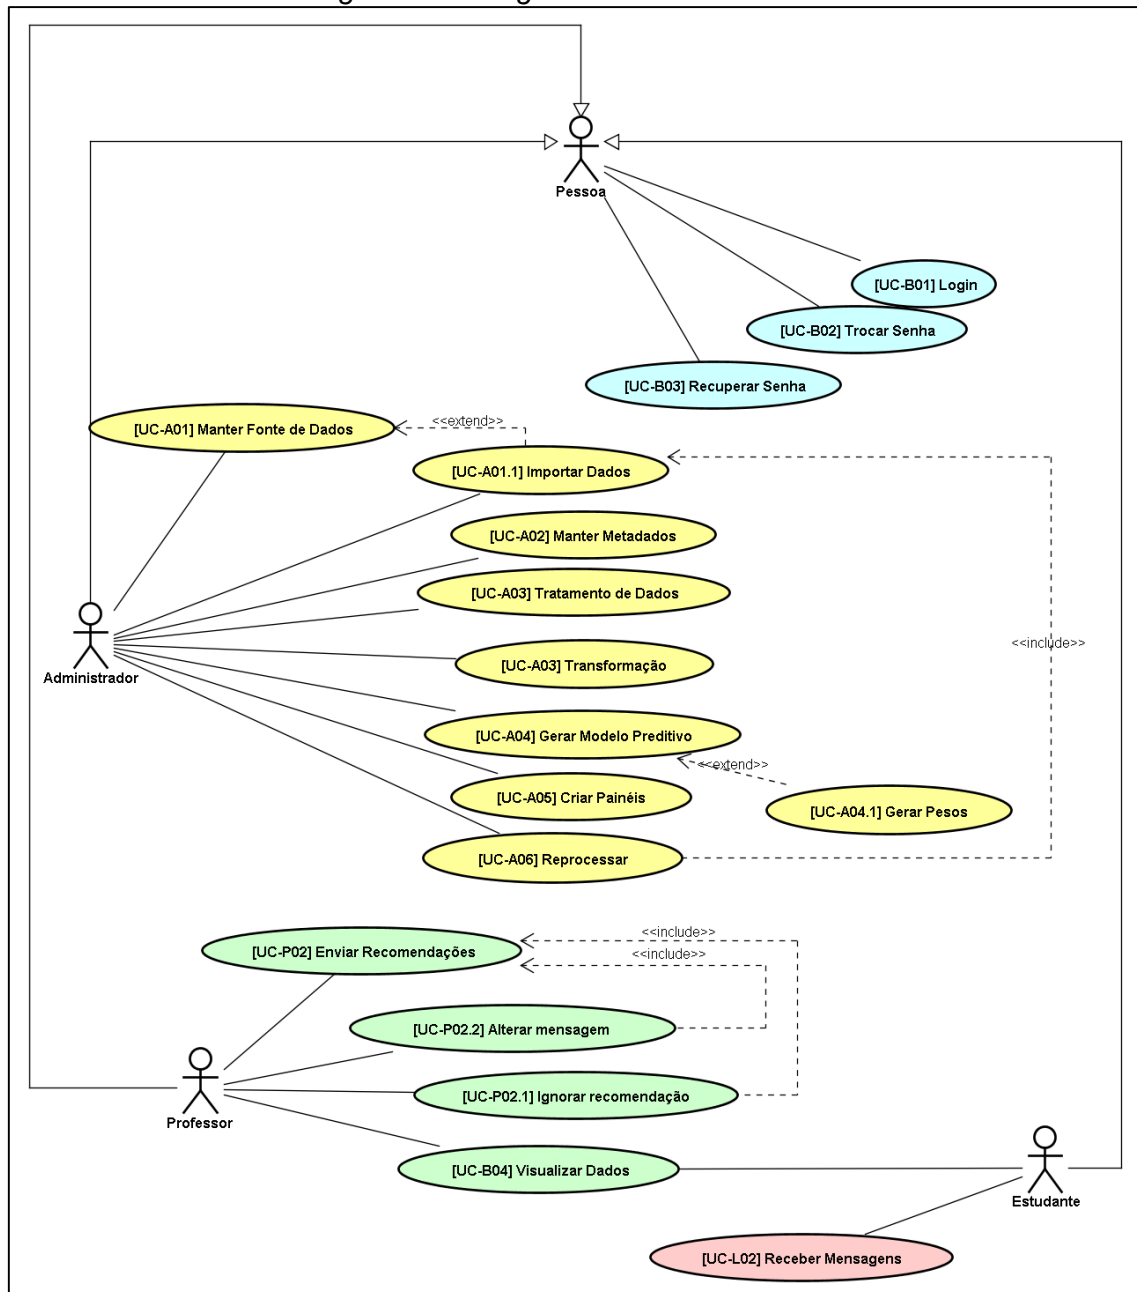 Pessoa
[UC-B01] Login
[UC-B02] Trocar Senha
[UC-B03] Recuperar Senha
[UC-A01] Manter Fonte de Dados
<<extend>>
[UC-A01.1] Importar Dados
[UC-A02] Manter Metadados
[UC-A03] Tratamento de Dados
<<include>>
[UC-A03] Transformação
Administrador
[UC-A04] Gerar Modelo Preditivo
<<extend>>
[UC-A05] Criar Painéis
[UC-A04.1] Gerar Pesos
[UC-A06] Reprocessar
<<include>>
[UC-P02] Enviar Recomendações
<<include>>
[UC-P02.2] Alterar mensagem
[UC-P02.1] Ignorar recomendação
Professor
[UC-B04] Visualizar Dados
Estudante
[UC-L02] Receber Mensagens